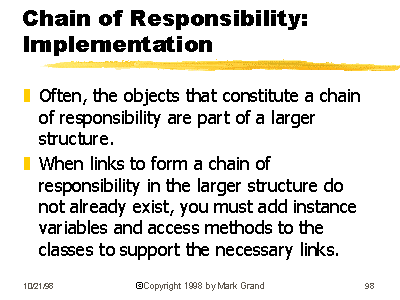 Chain of Responsibility:
Implementation
Often, the objects that constitute a chain
of responsibility are part of a larger
structure.
When links to form a chain of
responsibility in the larger structure do
not already exist, you must add instance
variables and access methods to the
classes to support the necessary links.
10/21/98 ©Copyright 1998 by Mark Grand 98